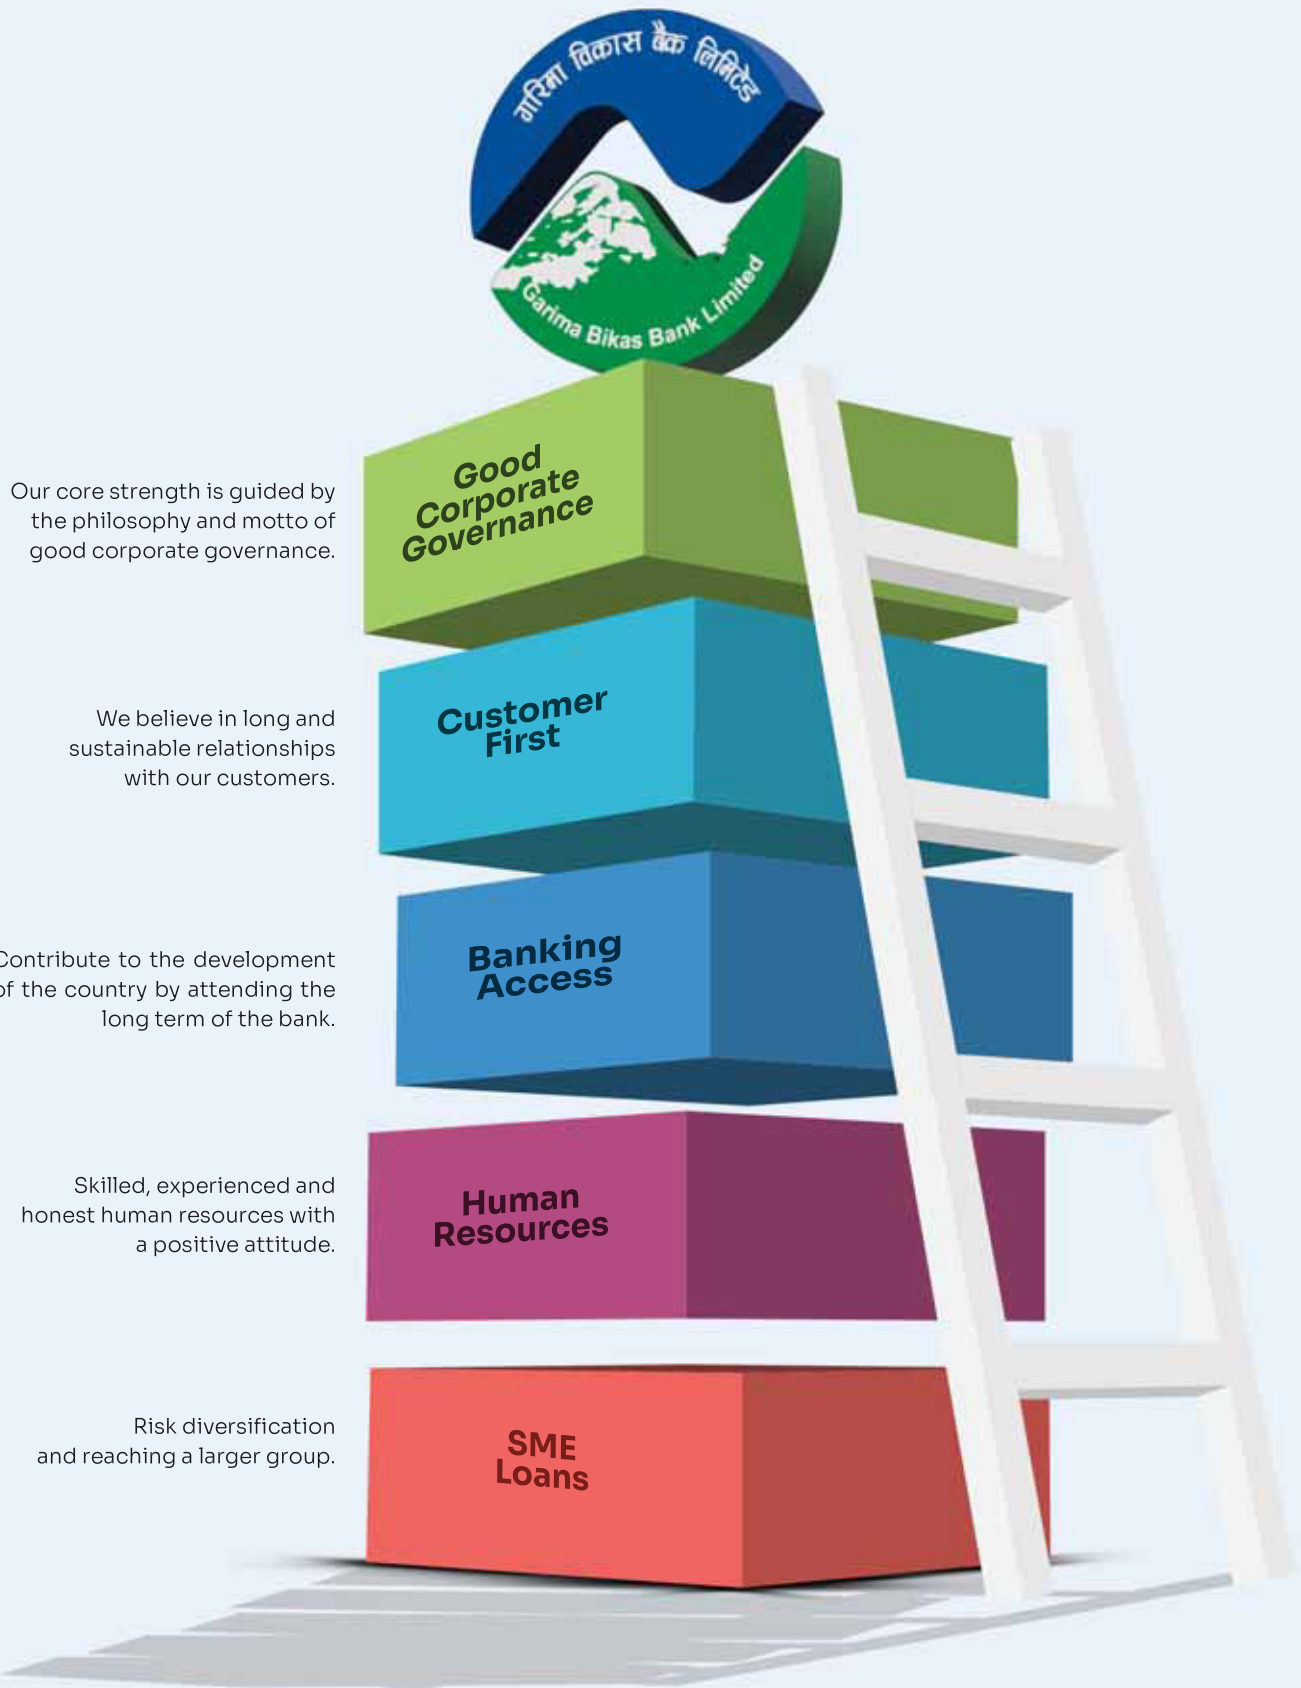 गरिमा विकास बैंक लिमिटेड
Garima Bikas Bank Limited
Our core strength is guided by
the philosophy and motto of
good corporate governance.
Good
Corporate
Governance
We believe in long and
sustainable relationships
with our customers.
Customer
First
Contribute to the development
of the country by attending the
long term of the bank.
Banking
Access
Skilled, experienced and
honest human resources with
a positive attitude.
Human
Resources
Risk diversification
and reaching a larger group.
SME
Loans